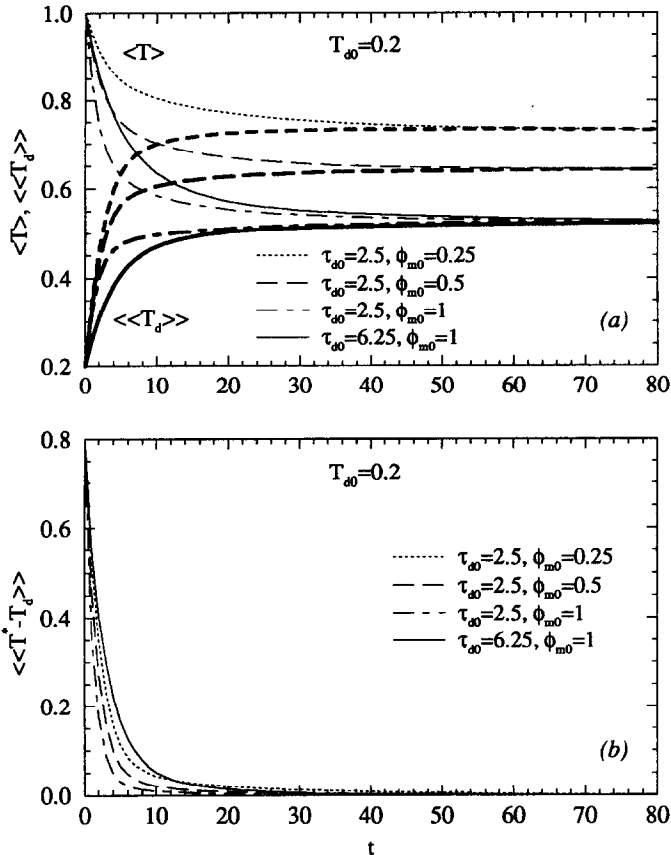 1.0
0.8
0.6
0.4
0.2
<T>, <<T_d>>
<T>
T_d0=0.2
<<T_d>>
τ_d0=2.5, ϕ_m0=0.25
τ_d0=2.5, ϕ_m0=0.5
τ_d0=2.5, ϕ_m0=1
τ_d0=6.25, ϕ_m0=1
(a)
0 10 20 30 40 50 60 70 80
0.8
0.6
0.4
0.2
0.0
<<T*-T_d>>
T_d0=0.2
τ_d0=2.5, ϕ_m0=0.25
τ_d0=2.5, ϕ_m0=0.5
τ_d0=2.5, ϕ_m0=1
τ_d0=6.25, ϕ_m0=1
(b)
0 10 20 30 40 50 60 70 80
t